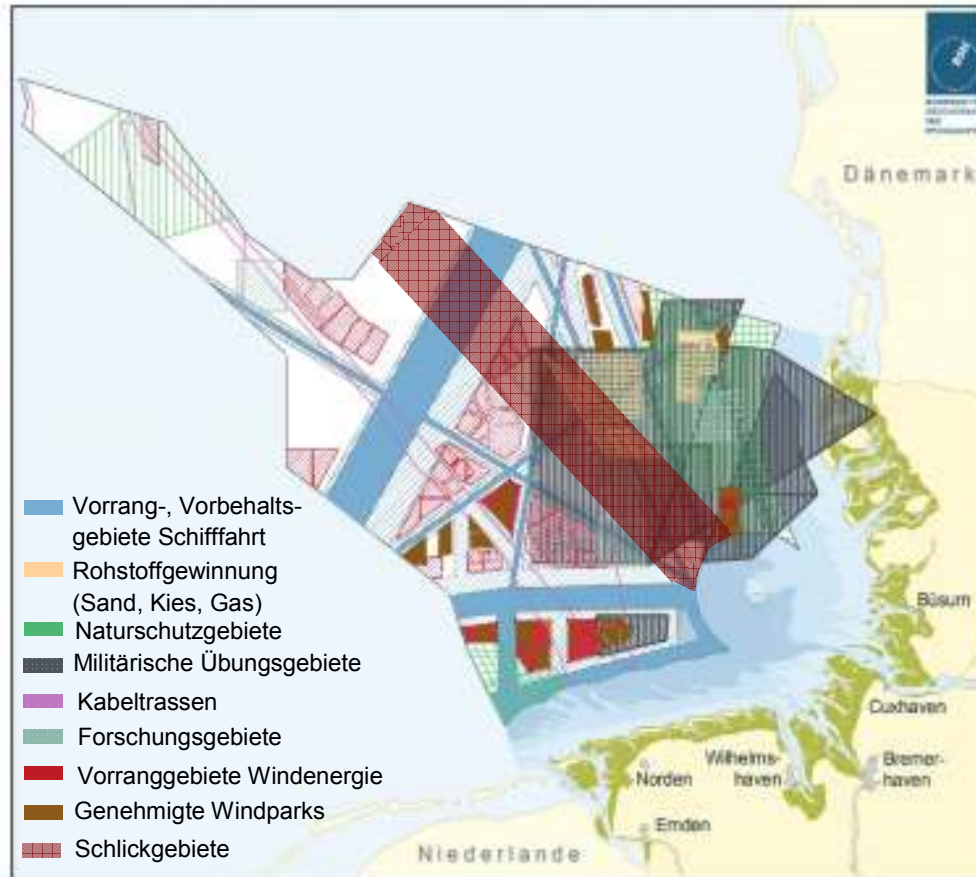 BSH
Dänemark
Vorrang-, Vorbehalts-
gebiete Schifffahrt
Rohstoffgewinnung
(Sand, Kies, Gas)
Naturschutzgebiete
Militärische Übungsgebiete
Kabeltrassen
Forschungsgebiete
Vorranggebiete Windenergie
Genehmigte Windparks
Schlickgebiete
Büsum
Cuxhaven
Wilhelms-
haven
Bremer-
haven
Norden
Emden
Niederlande